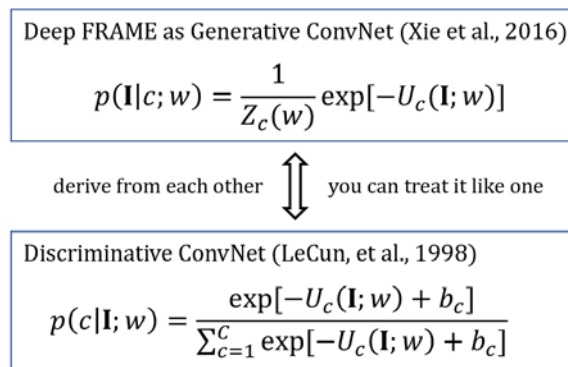 Deep FRAME as Generative ConvNet (Xie et al., 2016)
p(I|c; w) = 1 / Z_c(w) exp[−U_c(I; w)]
derive from each other you can treat it like one
Discriminative ConvNet (LeCun, et al., 1998)
p(c|I; w) = exp[−U_c(I; w) + b_c] / ∑_{c=1}^{C} exp[−U_c(I; w) + b_c]